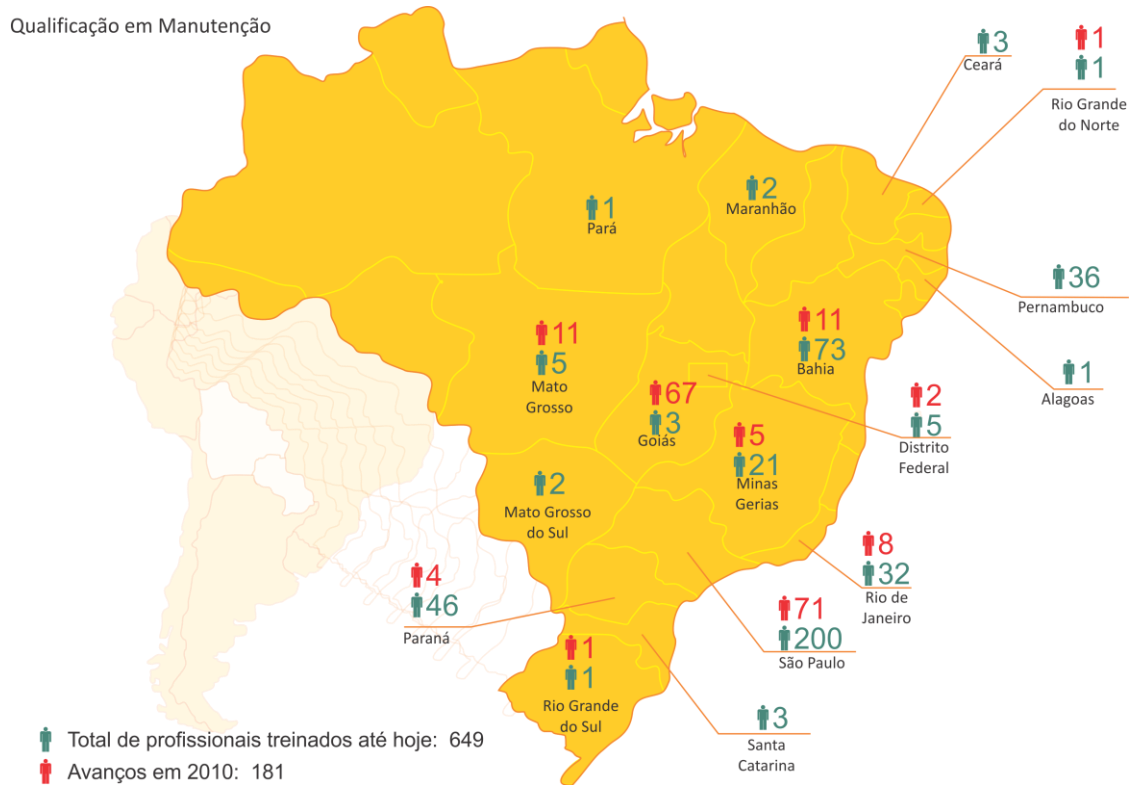 Qualificação em Manutenção
3
Ceará
1
1
Rio Grande
do Norte
2
Maranhão
1
Pará
36
Pernambuco
11
73
Bahia
11
5
Mato
Grosso
1
Alagoas
67
3
Goiás
2
5
Distrito
Federal
5
21
Minas
Gerias
2
Mato Grosso
do Sul
8
32
Rio de
Janeiro
4
46
Paraná
71
200
São Paulo
1
1
Rio Grande
do Sul
3
Santa
Catarina
Total de profissionais treinados até hoje: 649
Avanços em 2010: 181